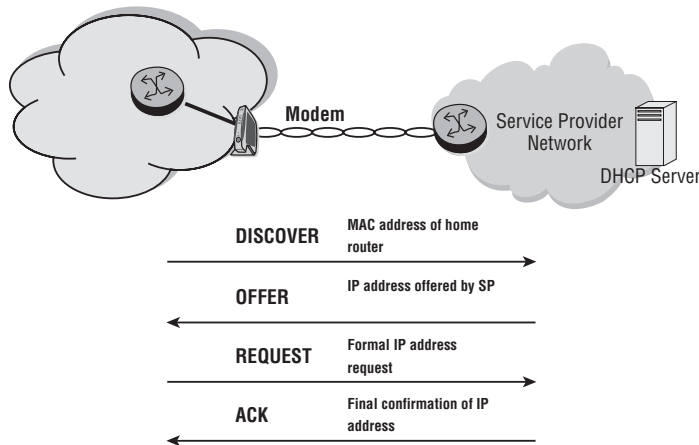 Modem
Service Provider
Network
DHCP Server
DISCOVER
MAC address of home
router
OFFER
IP address offered by SP
REQUEST
Formal IP address
request
ACK
Final confirmation of IP
address